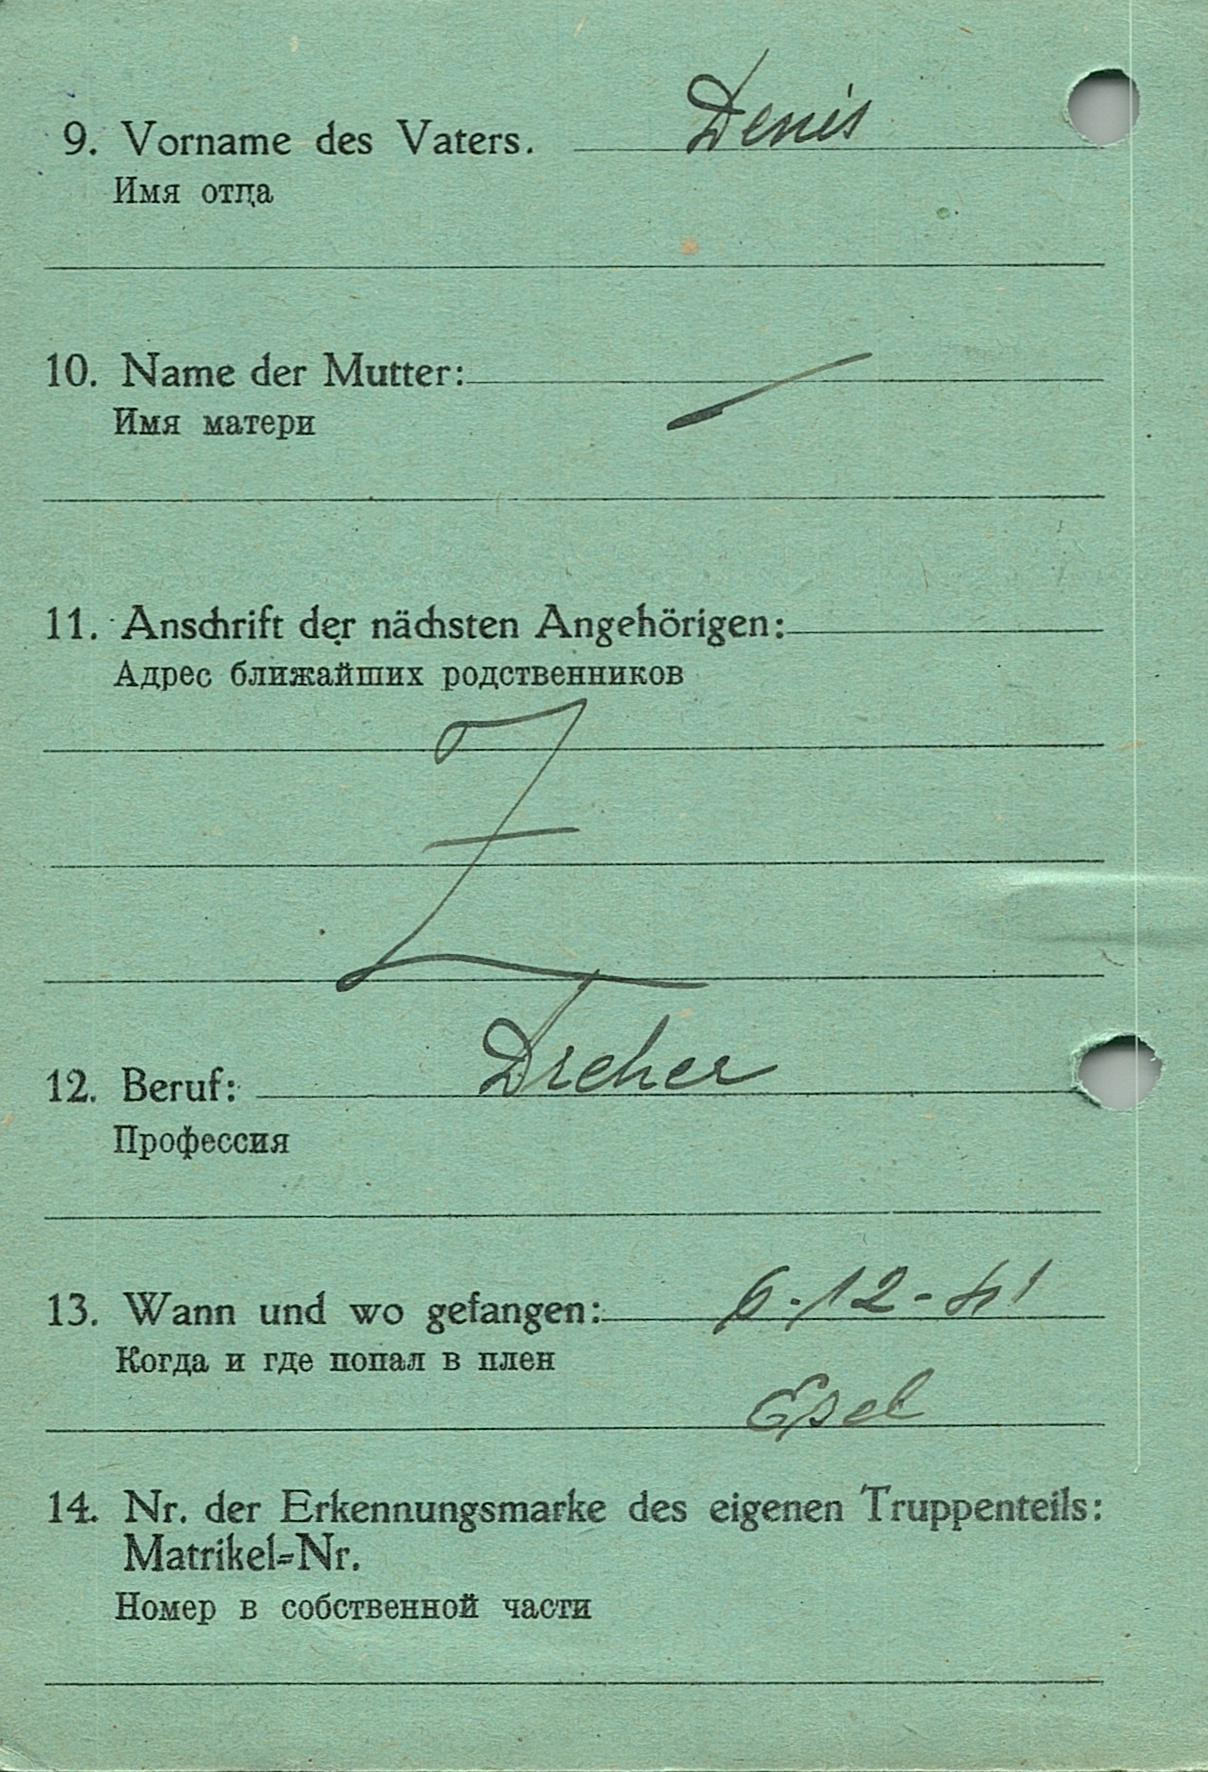 9. Vorname des Vaters. Denis
Имя отца
10. Name der Mutter:
Имя матери
11. Anschrift der nächsten Angehörigen:
Адрес ближайших родственников
Z
12. Beruf: Dreher
Профессия
13. Wann und wo gefangen: 6-12-41
Когда и где попал в плен
Esel
14. Nr. der Erkennungsmarke des eigenen Truppenteils:
Matrikel=Nr.
Номер в собственной части